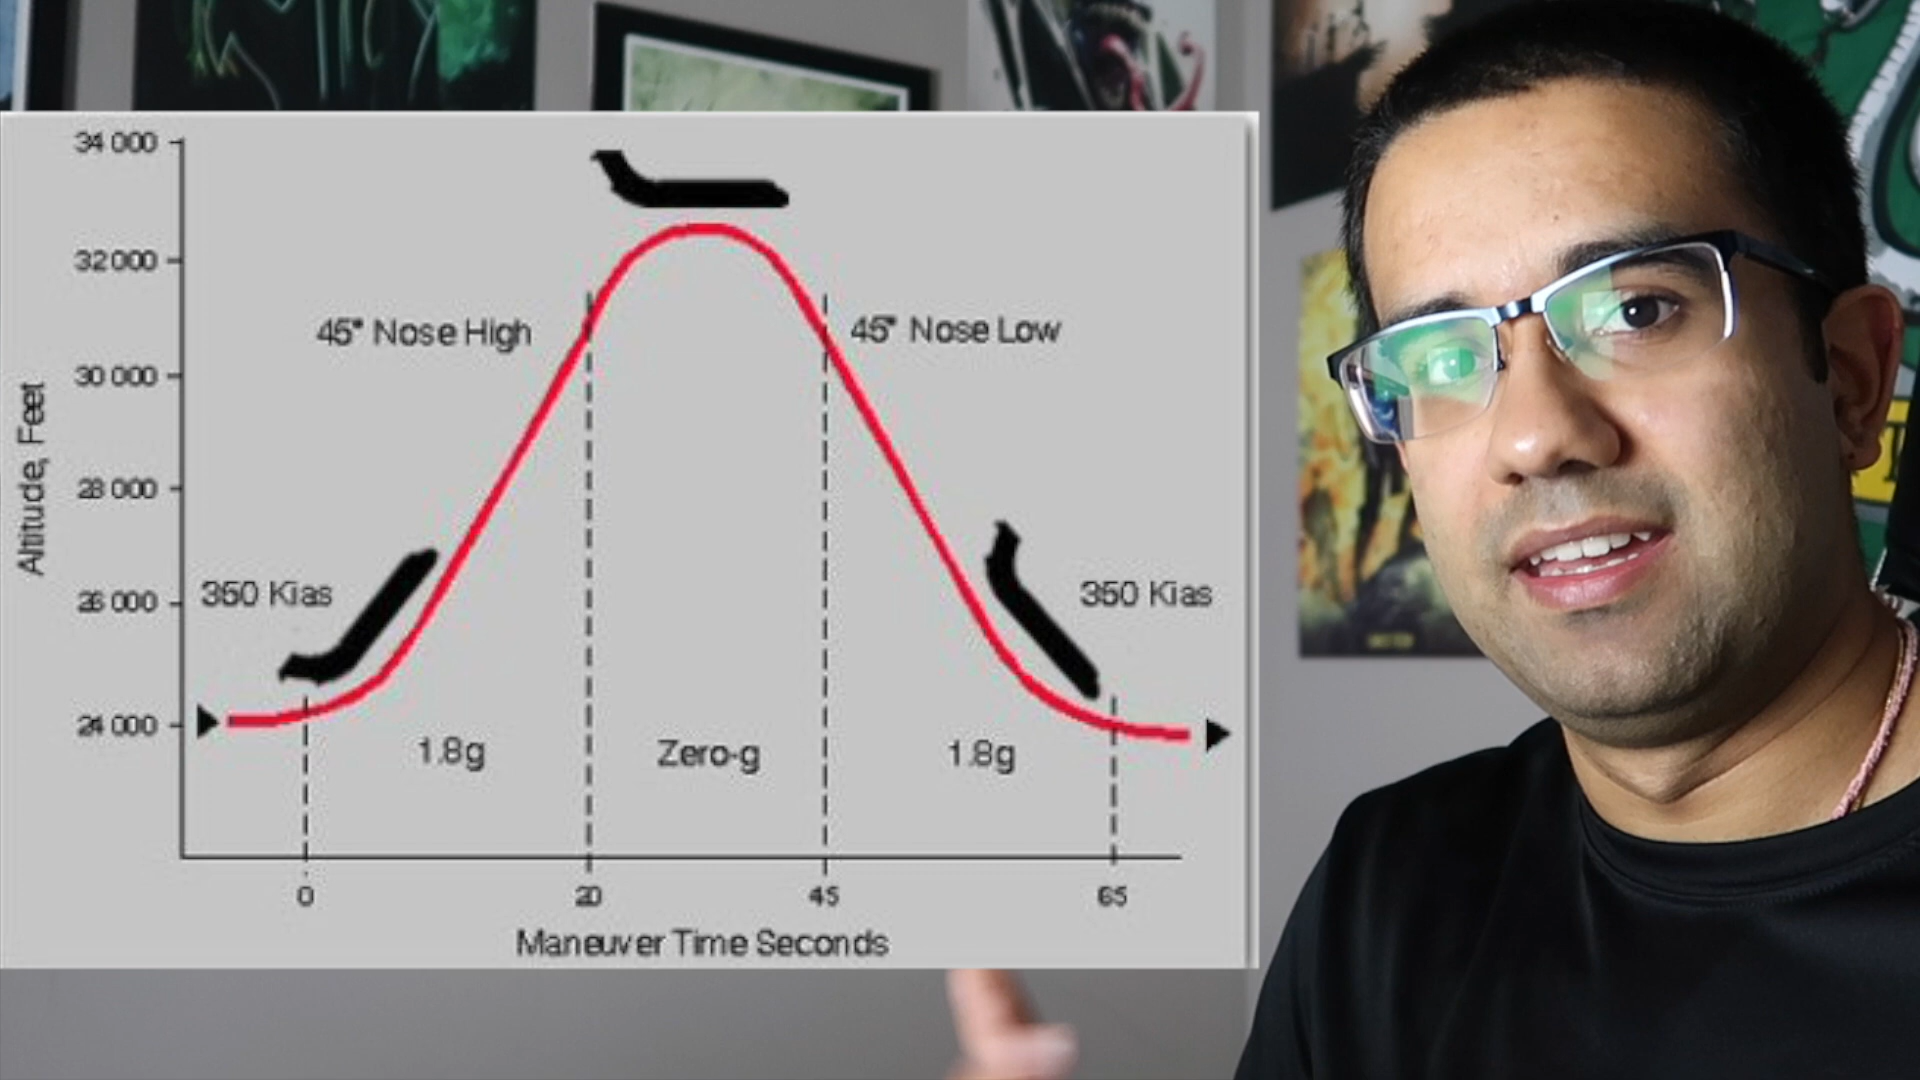 34 000
32 000
30 000
28 000
26 000
24 000
Altitude, Feet
45° Nose High
45° Nose Low
350 Kias
350 Kias
1.8g
Zero-g
1.8g
0
20
45
65
Maneuver Time Seconds